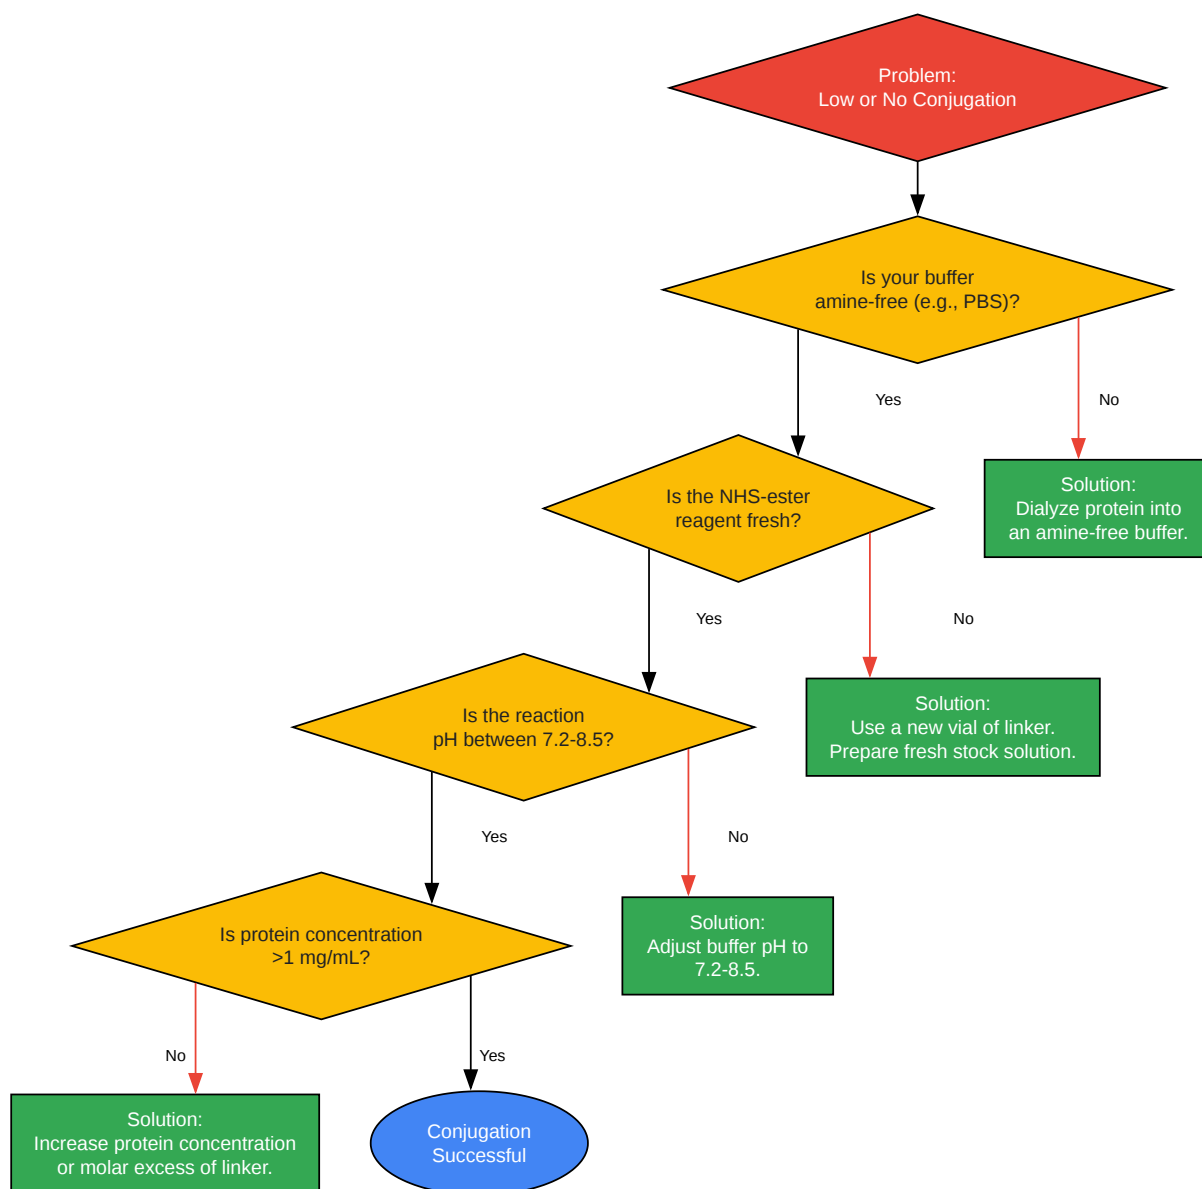 Problem:
Low or No Conjugation
Is your buffer
amine-free (e.g., PBS)?
Yes
No
Is the NHS-ester
reagent fresh?
Solution:
Dialyze protein into
an amine-free buffer.
Yes
No
Is the reaction
pH between 7.2-8.5?
Solution:
Use a new vial of linker.
Prepare fresh stock solution.
Yes
No
Is protein concentration
>1 mg/mL?
Solution:
Adjust buffer pH to
7.2-8.5.
No
Yes
Solution:
Increase protein concentration
or molar excess of linker.
Conjugation
Successful